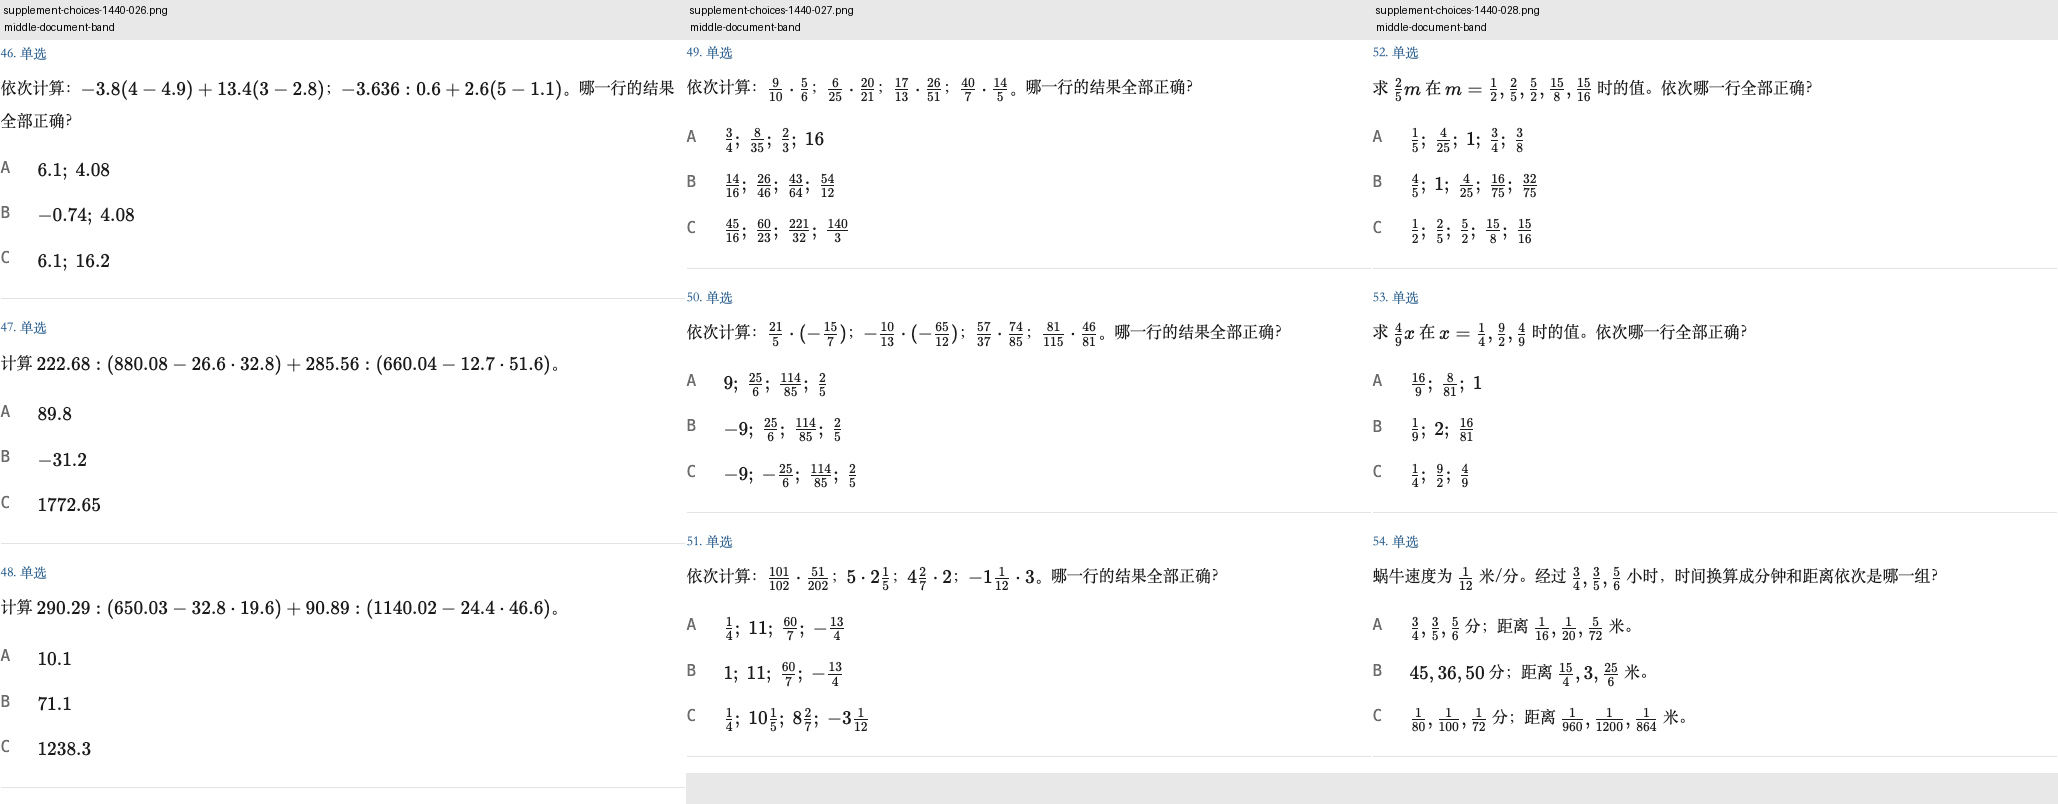 supplement-choices-1440-026.png
middle-document-band
46. 单选
依次计算：−3.8(4 − 4.9) + 13.4(3 − 2.8)；−3.636 : 0.6 + 2.6(5 − 1.1)。哪一行的结果
全部正确？
A 6.1; 4.08
B −0.74; 4.08
C 6.1; 16.2
47. 单选
计算 222.68 : (880.08 − 26.6 · 32.8) + 285.56 : (660.04 − 12.7 · 51.6)。
A 89.8
B −31.2
C 1772.65
48. 单选
计算 290.29 : (650.03 − 32.8 · 19.6) + 90.89 : (1140.02 − 24.4 · 46.6)。
A 10.1
B 71.1
C 1238.3
supplement-choices-1440-027.png
middle-document-band
49. 单选
依次计算：9/10 · 5/6；6/25 · 20/21；17/13 · 26/51；40/7 · 14/5。哪一行的结果全部正确？
A 3/4; 8/35; 2/3; 16
B 14/16; 26/46; 43/64; 54/12
C 45/16; 60/23; 221/32; 140/3
50. 单选
依次计算：21/5 · (−15/7)；−10/13 · (−65/12)；57/37 · 74/85；81/115 · 46/81。哪一行的结果全部正确？
A 9; 25/6; 114/85; 2/5
B −9; 25/6; 114/85; 2/5
C −9; −25/6; 114/85; 2/5
51. 单选
依次计算：101/102 · 51/202；5 · 2 1/5；4 2/7 · 2；−1 1/12 · 3。哪一行的结果全部正确？
A 1/4; 11; 60/7; −13/4
B 1; 11; 60/7; −13/4
C 1/4; 10 1/5; 8 2/7; −3 1/12
supplement-choices-1440-028.png
middle-document-band
52. 单选
求 2/5 m 在 m = 1/2, 2/5, 5/2, 15/8, 15/16 时的值。依次哪一行全部正确？
A 1/5; 4/25; 1; 3/4; 3/8
B 4/5; 1; 4/25; 16/75; 32/75
C 1/2; 2/5; 5/2; 15/8; 15/16
53. 单选
求 4/9 x 在 x = 1/4, 9/2, 4/9 时的值。依次哪一行全部正确？
A 16/9; 8/81; 1
B 1/9; 2; 16/81
C 1/4; 9/2; 4/9
54. 单选
蜗牛速度为 1/12 米/分。经过 3/4, 3/5, 5/6 小时，时间换算成分钟和距离依次是哪一组？
A 3/4, 3/5, 5/6 分；距离 1/16, 1/20, 5/72 米。
B 45, 36, 50 分；距离 15/4, 3, 25/6 米。
C 1/80, 1/100, 1/72 分；距离 1/960, 1/1200, 1/864 米。